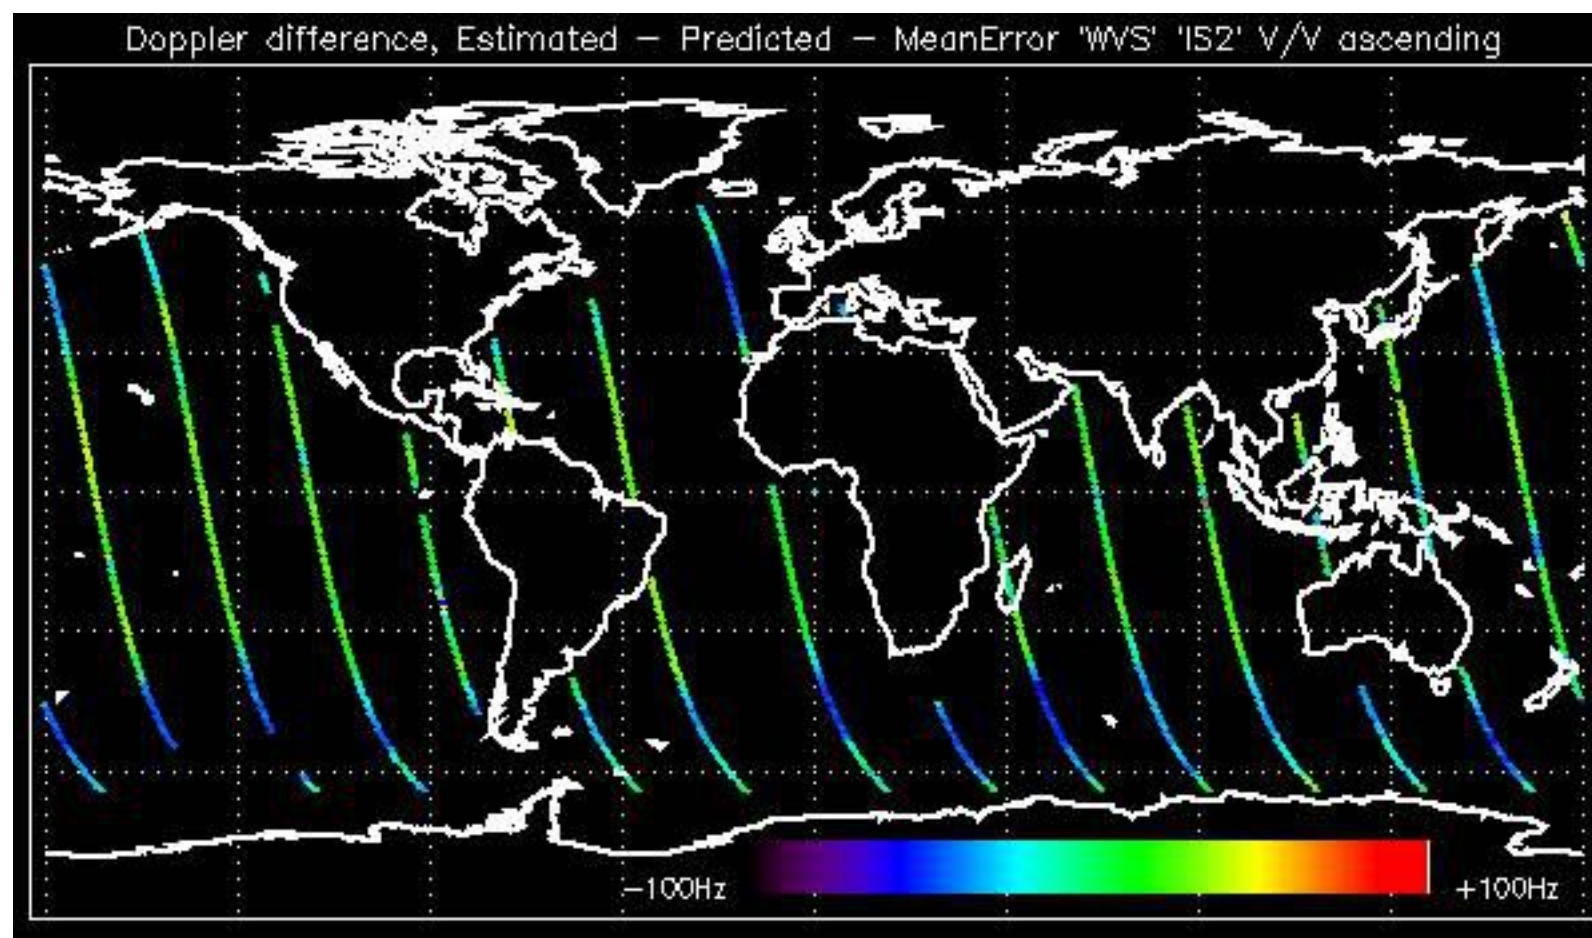 Doppler difference, Estimated - Predicted - MeanError 'WVS' 'IS2' V/V ascending
-100Hz +100Hz